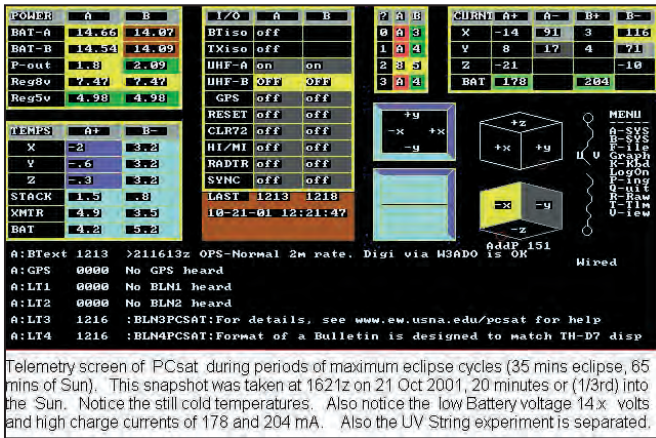 POWER A B
BAT-A 14.66 14.07
BAT-B 14.54 14.09
P-out 1.8 2.09
Reg8v 7.47 7.47
Reg5v 4.98 4.98
TEMPS A+ B-
X -2 3.2
Y -.6 3.2
Z -.3 3.2
STACK 1.5 .8
XMTR 4.9 3.5
BAT 4.2 5.2
I/O A B
BTiso off
TXiso off
UHF-A on on
UHF-B OFF OFF
GPS off off
RESET off off
CLR72 off off
HI/MI off off
RADTR off off
SYNC off off
LAST 1213 1218
10-21-01 12:21:47
? A B
0 A 3
1 A 4
2 8 5
3 A 4
CURNT A+ A- B+ B-
X -14 91 3 116
Y 8 17 4 71
Z -21 -10
BAT 178 204
+y
-x +x
-y
+z
+x +y
U V
-x -y
-z
AddP 151
MENU
A-SYS
B-SYS
F-ile
Graph
K-Kbd
LogOn
P-ing
Q-uit
R-Raw
T-Tlm
V-iew
Wired
A:BText 1213 >211613z OPS-Normal 2m rate. Digi via W3ADO is OK
A:GPS 0000 No GPS heard
A:LT1 0000 No BLN1 heard
A:LT2 0000 No BLN2 heard
A:LT3 1216 :BLN3PCSAT:For details, see www.ew.usna.edu/pcsat for help
A:LT4 1216 :BLN4PCSAT:Format of a Bulletin is designed to match TH-D7 disp
Telemetry screen of PCsat during periods of maximum eclipse cycles (35 mins eclipse, 65
mins of Sun). This snapshot was taken at 1621z on 21 Oct 2001, 20 minutes or (1/3rd) into
the Sun. Notice the still cold temperatures. Also notice the low Battery voltage 14.x volts
and high charge currents of 178 and 204 mA. Also the UV String experiment is separated.